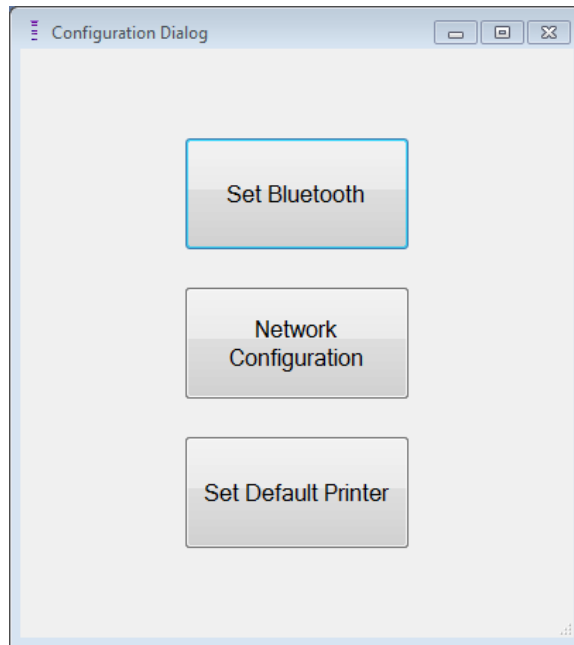 Configuration Dialog
Set Bluetooth
Network
Configuration
Set Default Printer